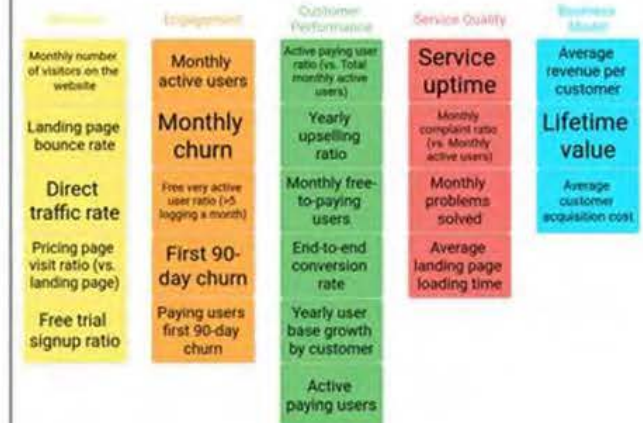 Engagement
Customer
Performance
Service Quality
Business
Model
Monthly number
of visitors on the
website
Landing page
bounce rate
Direct
traffic rate
Pricing page
visit ratio (vs.
landing page)
Free trial
signup ratio
Monthly
active users
Monthly
churn
Free very active
user ratio (>5
logging a month)
First 90-
day churn
Paying users
first 90-day
churn
Active paying user
ratio (vs. Total
monthly active
users)
Yearly
upselling
ratio
Monthly free-
to-paying
users
End-to-end
conversion
rate
Yearly user
base growth
by customer
Active
paying users
Service
uptime
Monthly
complaint ratio
(vs. Monthly
active users)
Monthly
problems
solved
Average
landing page
loading time
Average
revenue per
customer
Lifetime
value
Average
customer
acquisition cost